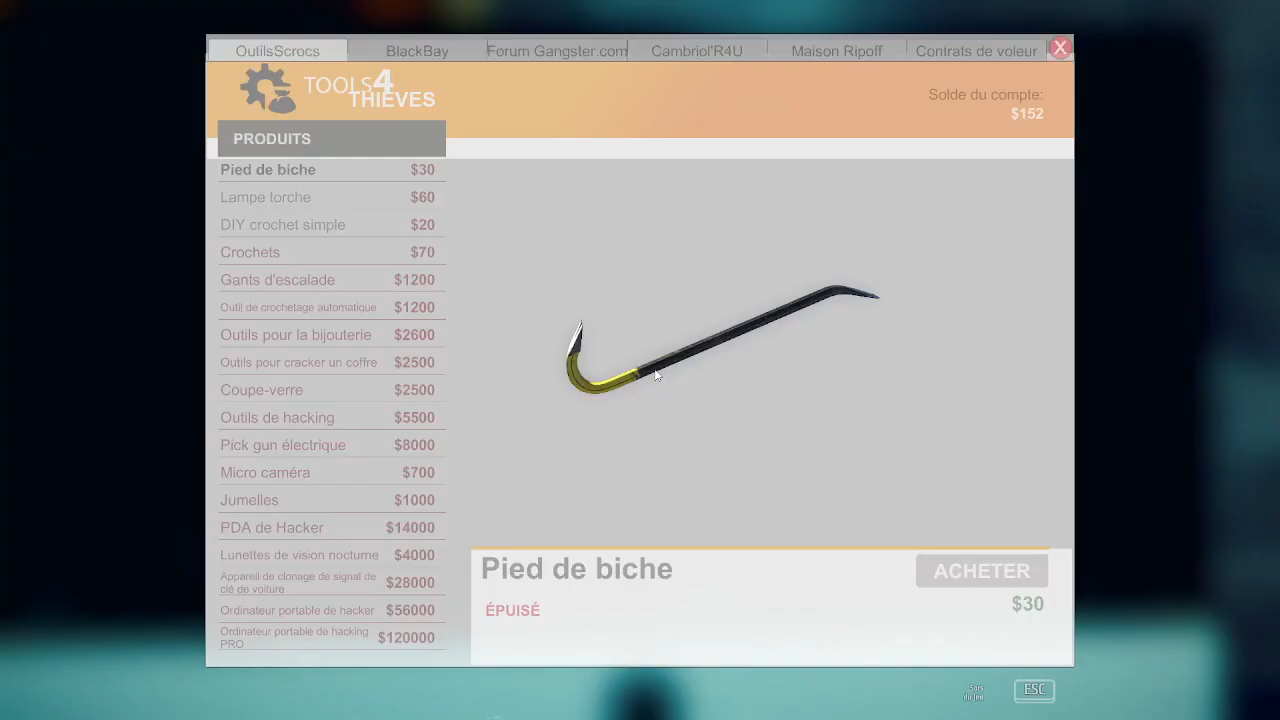 OutilsScrocs
BlackBay
Forum Gangster.com
Cambriol'R4U
Maison Ripoff
Contrats de voleur
X
TOOLS4
THIEVES
Solde du compte:
$152
PRODUITS
Pied de biche $30
Lampe torche $60
DIY crochet simple $20
Crochets $70
Gants d'escalade $1200
Outil de crochetage automatique $1200
Outils pour la bijouterie $2600
Outils pour cracker un coffre $2500
Coupe-verre $2500
Outils de hacking $5500
Pick gun électrique $8000
Micro caméra $700
Jumelles $1000
PDA de Hacker $14000
Lunettes de vision nocturne $4000
Appareil de clonage de signal de
clé de voiture $28000
Ordinateur portable de hacker $56000
Ordinateur portable de hacking
PRO $120000
Pied de biche
ACHETER
ÉPUISÉ
$30
Sors
du jeu
ESC